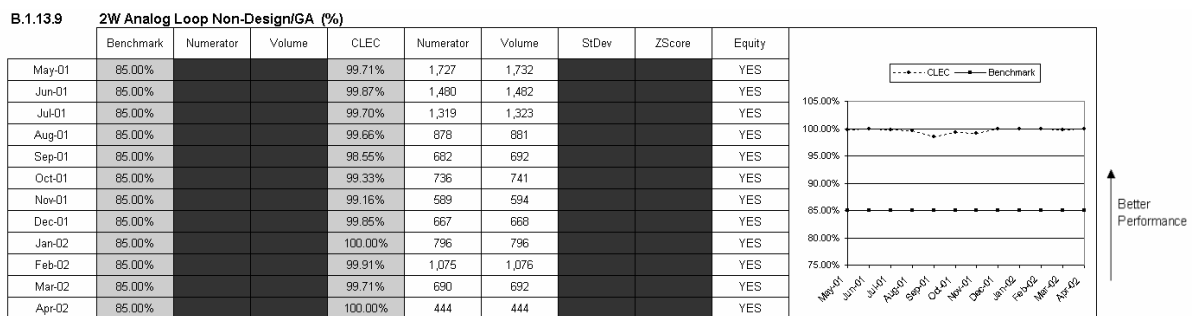 B.1.13.9 2W Analog Loop Non-Design/GA (%)
Benchmark Numerator Volume CLEC Numerator Volume StDev ZScore Equity
May-01 85.00% 99.71% 1,727 1,732 YES
Jun-01 85.00% 99.87% 1,480 1,482 YES
Jul-01 85.00% 99.70% 1,319 1,323 YES
Aug-01 85.00% 99.66% 878 881 YES
Sep-01 85.00% 98.55% 682 692 YES
Oct-01 85.00% 99.33% 736 741 YES
Nov-01 85.00% 99.16% 589 594 YES
Dec-01 85.00% 99.85% 667 668 YES
Jan-02 85.00% 100.00% 796 796 YES
Feb-02 85.00% 99.91% 1,075 1,076 YES
Mar-02 85.00% 99.71% 690 692 YES
Apr-02 85.00% 100.00% 444 444 YES
CLEC Benchmark
105.00%
100.00%
95.00%
90.00%
85.00%
80.00%
75.00%
May-01 Jun-01 Jul-01 Aug-01 Sep-01 Oct-01 Nov-01 Dec-01 Jan-02 Feb-02 Mar-02 Apr-02
Better
Performance